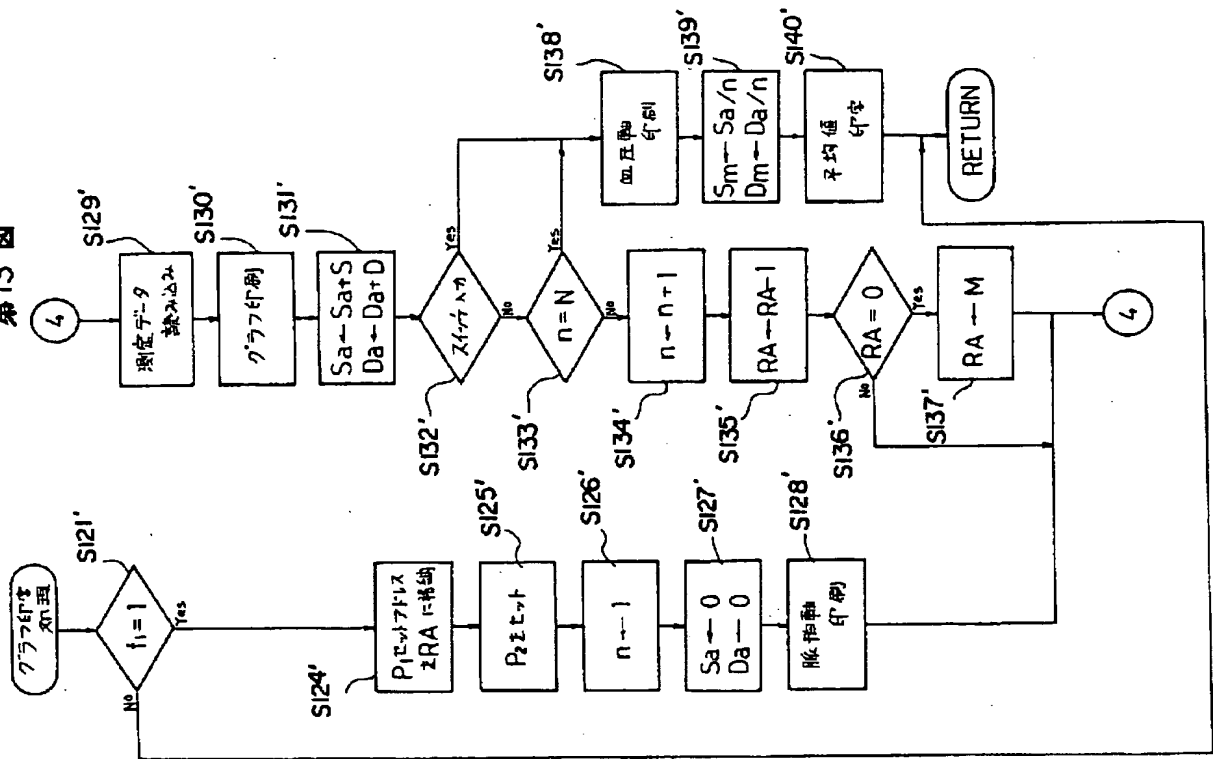 第13図
グラフ印字
処理
S121'
f1=1
No
Yes
P1セットアドレス
をRAに格納
S124'
P2をセット
S125'
n←1
S126'
Sa←0
Da←0
S127'
脈拍軸
印刷
S128'
4
測定データ
読み込み
S129'
グラフ印刷
S130'
Sa←Sa+S
Da←Da+D
S131'
スイッチ入力
S132'
Yes
No
n=N
S133'
Yes
No
n←n+1
S134'
RA←RA-1
S135'
RA=0
S136'
No
Yes
RA←M
S137'
4
血圧軸
印刷
S138'
Sm←Sa/n
Dm←Da/n
S139'
平均値
印字
S140'
RETURN